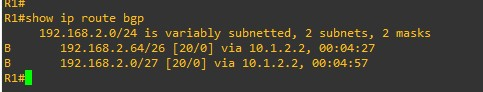 R1#
R1#show ip route bgp
192.168.2.0/24 is variably subnetted, 2 subnets, 2 masks
B 192.168.2.64/26 [20/0] via 10.1.2.2, 00:04:27
B 192.168.2.0/27 [20/0] via 10.1.2.2, 00:04:57
R1#